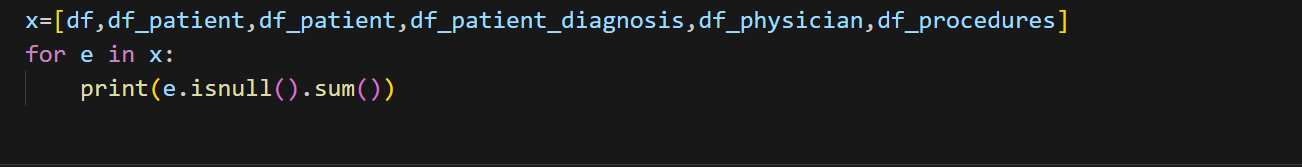 x=[df,df_patient,df_patient,df_patient_diagnosis,df_physician,df_procedures]
for e in x:
    print(e.isnull().sum())